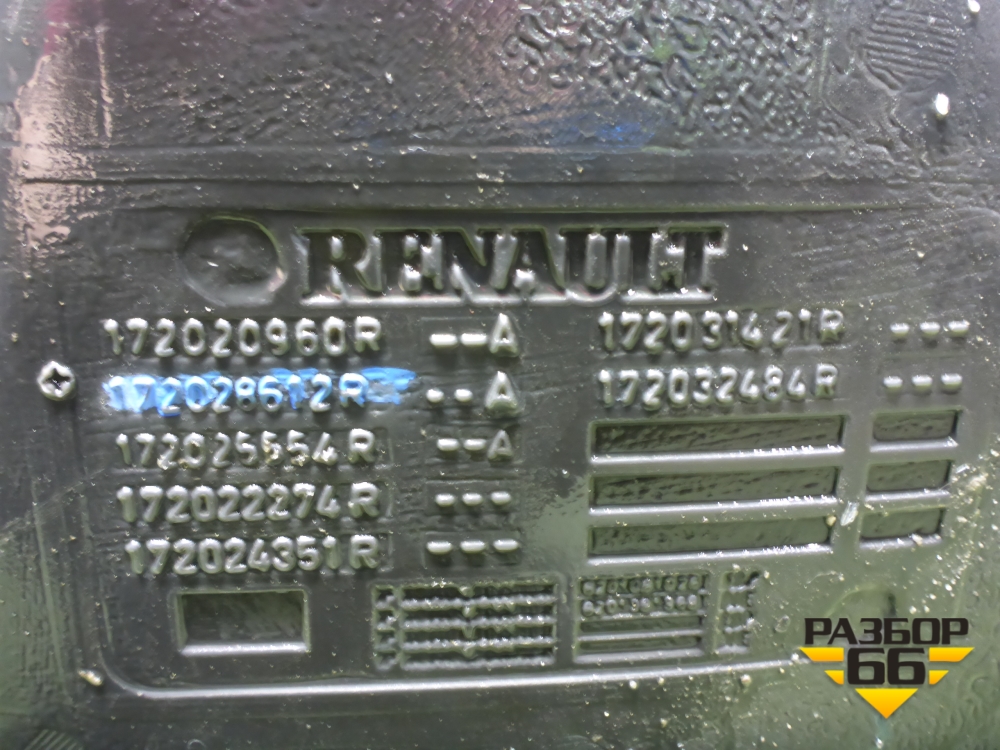 RENAULT
172020960R --A
172028612R --A
172025554R --A
172022274R ---
172024351R ---
172031421R ---
172032484R ---
РАЗБОР
66